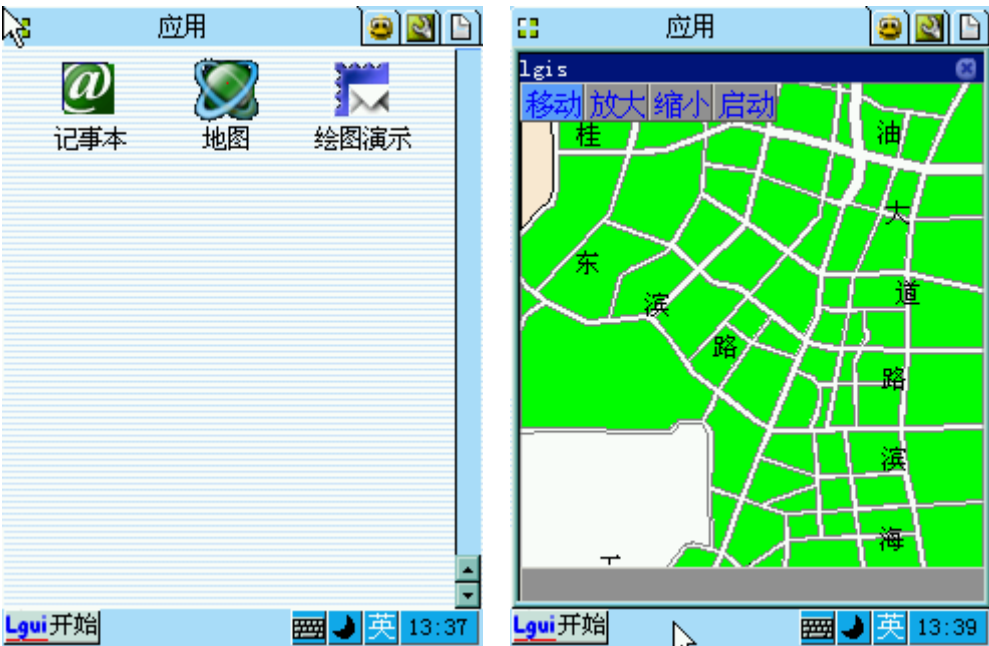 应用
记事本 地图 绘图演示
Lgui开始 英 13:37
应用
lgis
移动 放大 缩小 启动
桂 油
大
东 道
滨
路
路
滨
海
Lgui开始 英 13:39